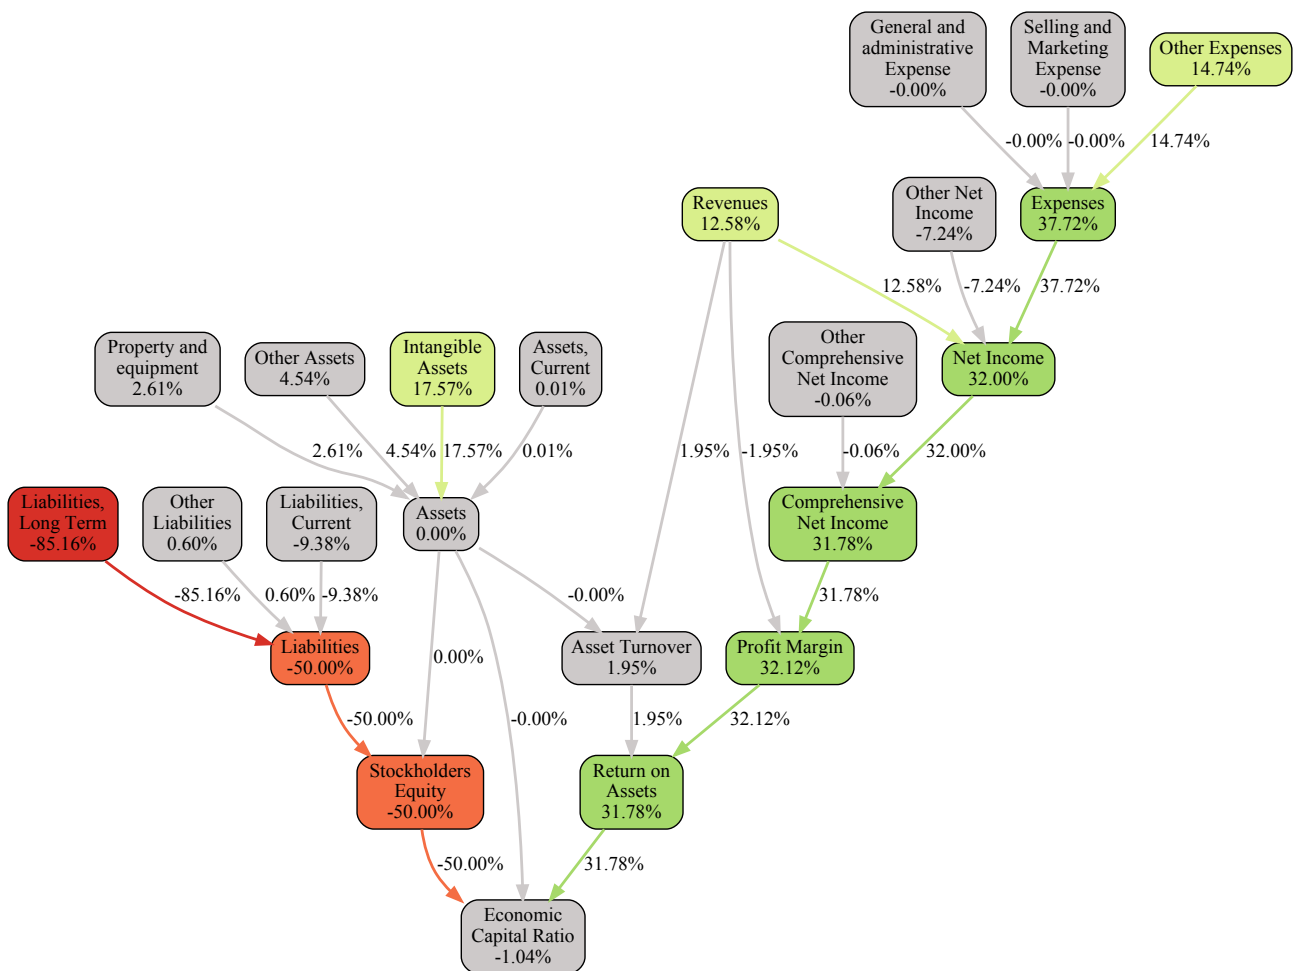 General and
administrative
Expense
-0.00%
Selling and
Marketing
Expense
-0.00%
Other Expenses
14.74%
-0.00%
-0.00%
14.74%
Revenues
12.58%
Other Net
Income
-7.24%
Expenses
37.72%
12.58%
-7.24%
37.72%
Property and
equipment
2.61%
Other Assets
4.54%
Intangible
Assets
17.57%
Assets,
Current
0.01%
Other
Comprehensive
Net Income
-0.06%
Net Income
32.00%
2.61%
4.54%
17.57%
0.01%
1.95%
-1.95%
-0.06%
32.00%
Liabilities,
Long Term
-85.16%
Other
Liabilities
0.60%
Liabilities,
Current
-9.38%
Assets
0.00%
Comprehensive
Net Income
31.78%
-85.16%
0.60%
-9.38%
-0.00%
31.78%
Liabilities
-50.00%
0.00%
Asset Turnover
1.95%
Profit Margin
32.12%
-50.00%
-0.00%
1.95%
32.12%
Stockholders
Equity
-50.00%
Return on
Assets
31.78%
-50.00%
31.78%
Economic
Capital Ratio
-1.04%